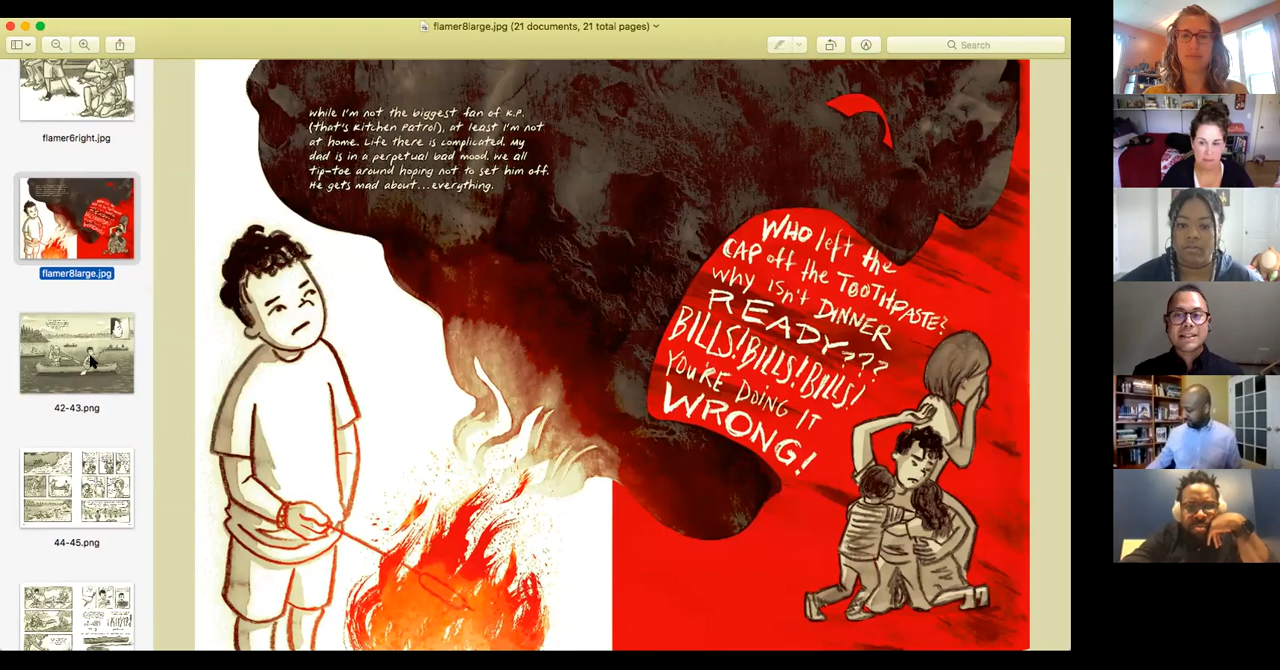 flamer8large.jpg (21 documents, 21 total pages)
Search
flamer6right.jpg
flamer8large.jpg
42-43.png
44-45.png
While I'm not the biggest fan of K.P.
(that's Kitchen Patrol), at least I'm not
at home. Life there is complicated. My
dad is in a perpetual bad mood. We all
tip-toe around hoping not to set him off.
He gets mad about...everything.
WHO left the
CAP off the TOOTHPASTE?
Why isn't DINNER
READY???
BILLS! BILLS! BILLS!
YOU'RE DOING IT
WRONG!